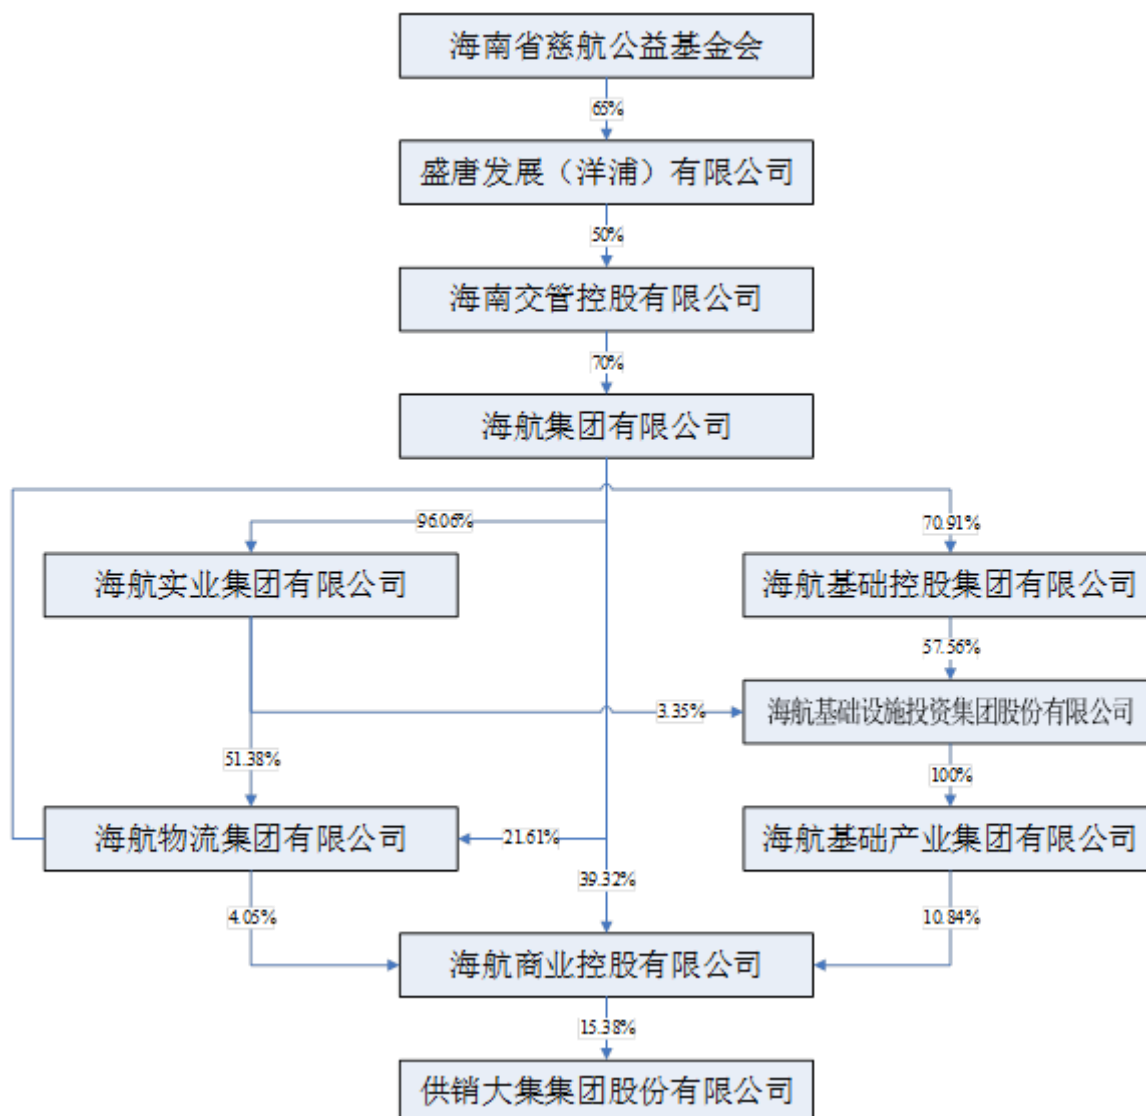 海南省慈航公益基金会
65%
盛唐发展（洋浦）有限公司
50%
海南交管控股有限公司
70%
海航集团有限公司
96.06%
70.91%
海航实业集团有限公司
海航基础控股集团有限公司
57.56%
3.35%
海航基础设施投资集团股份有限公司
51.38%
100%
海航物流集团有限公司
21.61%
海航基础产业集团有限公司
39.32%
4.05%
10.84%
海航商业控股有限公司
15.38%
供销大集集团股份有限公司